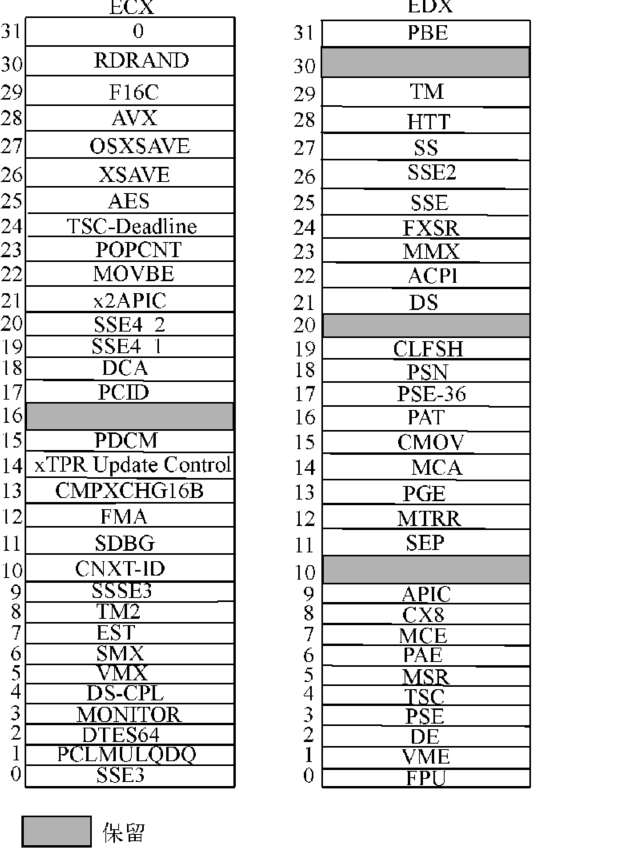 ECX
31 0
30 RDRAND
29 F16C
28 AVX
27 OSXSAVE
26 XSAVE
25 AES
24 TSC-Deadline
23 POPCNT
22 MOVBE
21 x2APIC
20 SSE4_2
19 SSE4_1
18 DCA
17 PCID
16
15 PDCM
14 xTPR Update Control
13 CMPXCHG16B
12 FMA
11 SDBG
10 CNXT-ID
9 SSSE3
8 TM2
7 EST
6 SMX
5 VMX
4 DS-CPL
3 MONITOR
2 DTES64
1 PCLMULQDQ
0 SSE3
EDX
31 PBE
30
29 TM
28 HTT
27 SS
26 SSE2
25 SSE
24 FXSR
23 MMX
22 ACPI
21 DS
20
19 CLFSH
18 PSN
17 PSE-36
16 PAT
15 CMOV
14 MCA
13 PGE
12 MTRR
11 SEP
10
9 APIC
8 CX8
7 MCE
6 PAE
5 MSR
4 TSC
3 PSE
2 DE
1 VME
0 FPU
保留